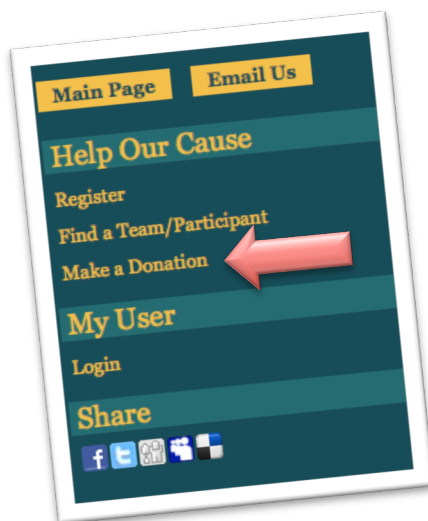 Main Page Email Us
Help Our Cause
Register
Find a Team/Participant
Make a Donation
My User
Login
Share